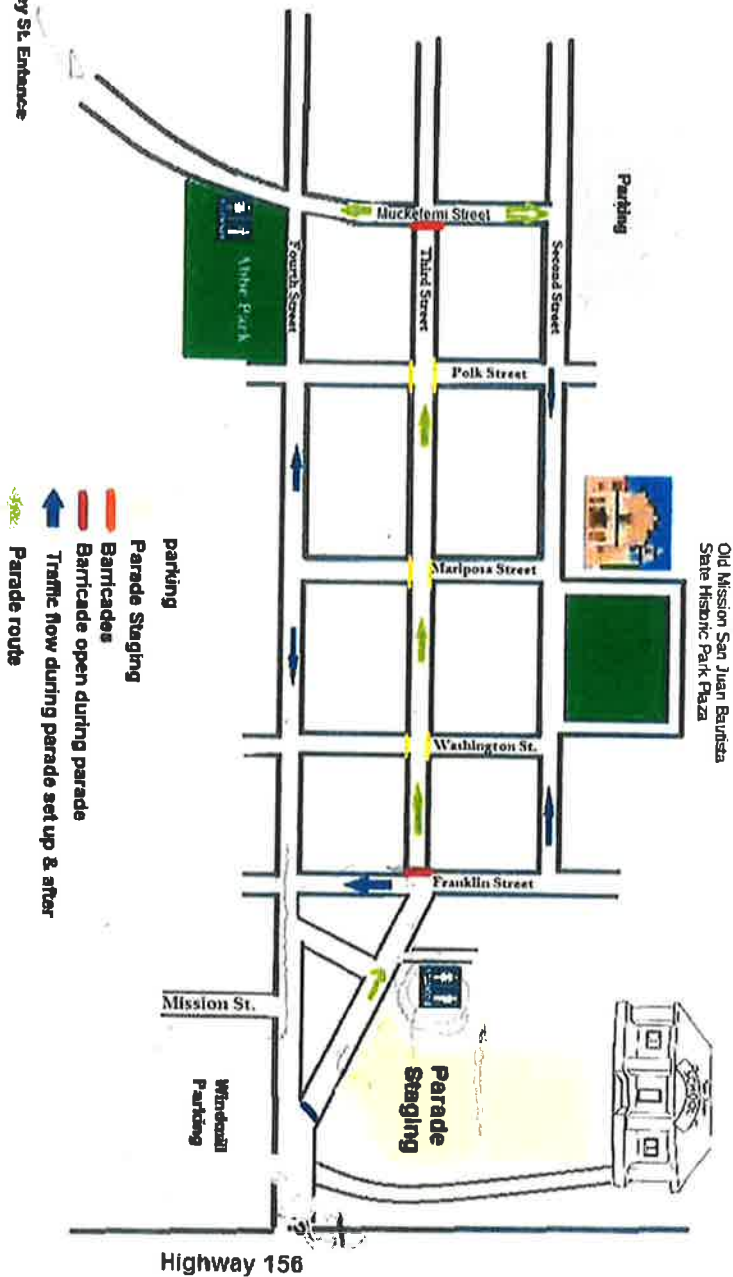 Old Mission San Juan Bautista
State Historic Park Plaza
Parking
Second Street
Muckelemi Street
Third Street
Fourth Street
Abbe Park
Polk Street
Mariposa Street
Washington St.
Franklin Street
Mission St.
Parade
Staging
SCHOOL
Windmill
Parking
Highway 156
St. Entrance
parking
Parade Staging
Barricades
Barricade open during parade
Traffic flow during parade set up & after
Parade route